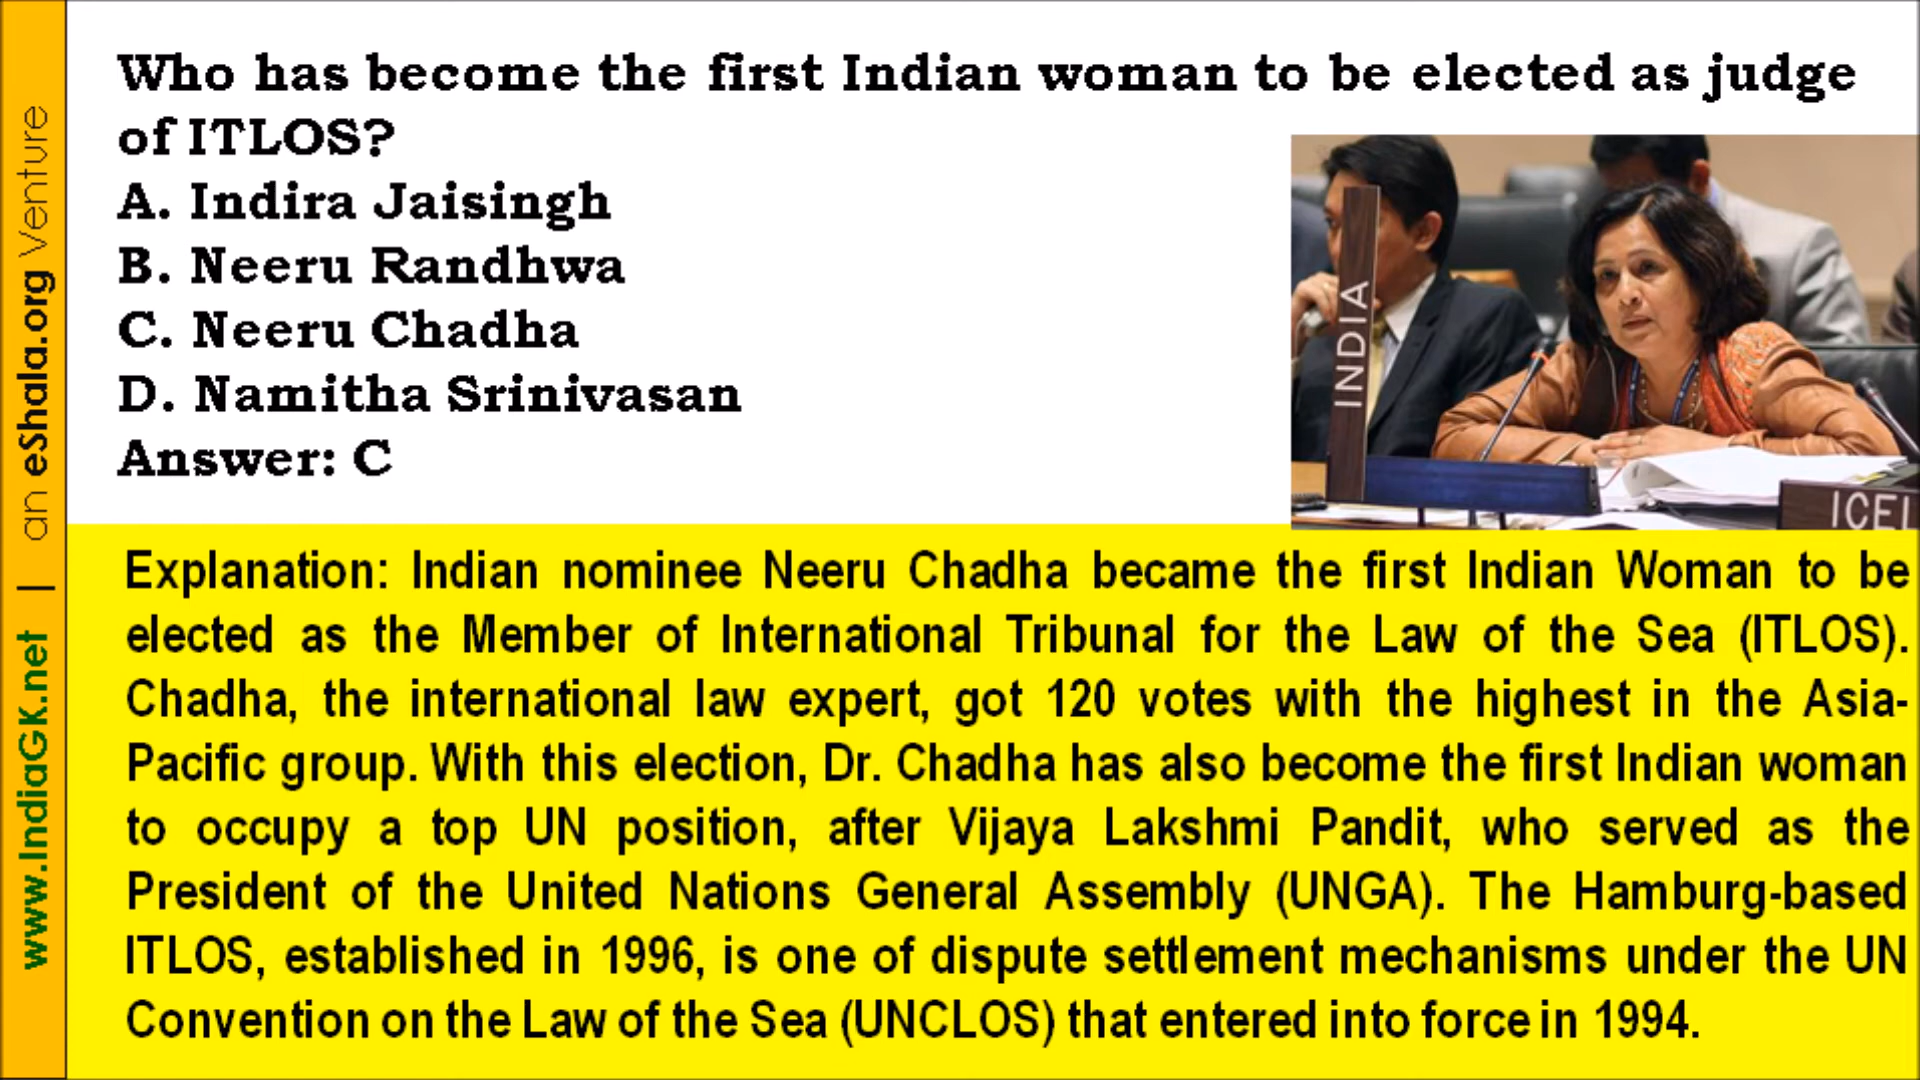 Who has become the first Indian woman to be elected as judge
of ITLOS?
A. Indira Jaisingh
B. Neeru Randhwa
C. Neeru Chadha
D. Namitha Srinivasan
Answer: C
INDIA
ICEL
Explanation: Indian nominee Neeru Chadha became the first Indian Woman to be
elected as the Member of International Tribunal for the Law of the Sea (ITLOS).
Chadha, the international law expert, got 120 votes with the highest in the Asia-
Pacific group. With this election, Dr. Chadha has also become the first Indian woman
to occupy a top UN position, after Vijaya Lakshmi Pandit, who served as the
President of the United Nations General Assembly (UNGA). The Hamburg-based
ITLOS, established in 1996, is one of dispute settlement mechanisms under the UN
Convention on the Law of the Sea (UNCLOS) that entered into force in 1994.
www.IndiaGK.net | an eShala.org Venture